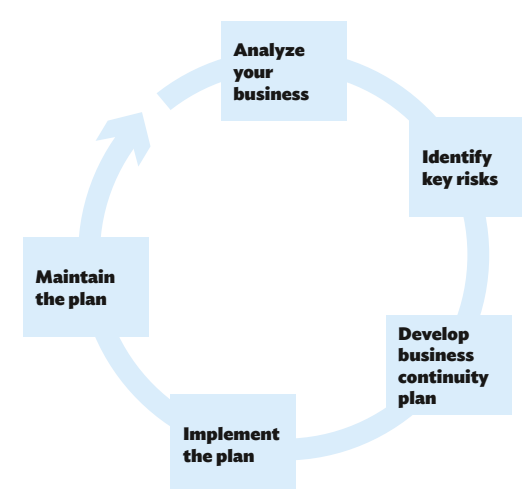 Analyze
your
business
Identify
key risks
Develop
business
continuity
plan
Implement
the plan
Maintain
the plan